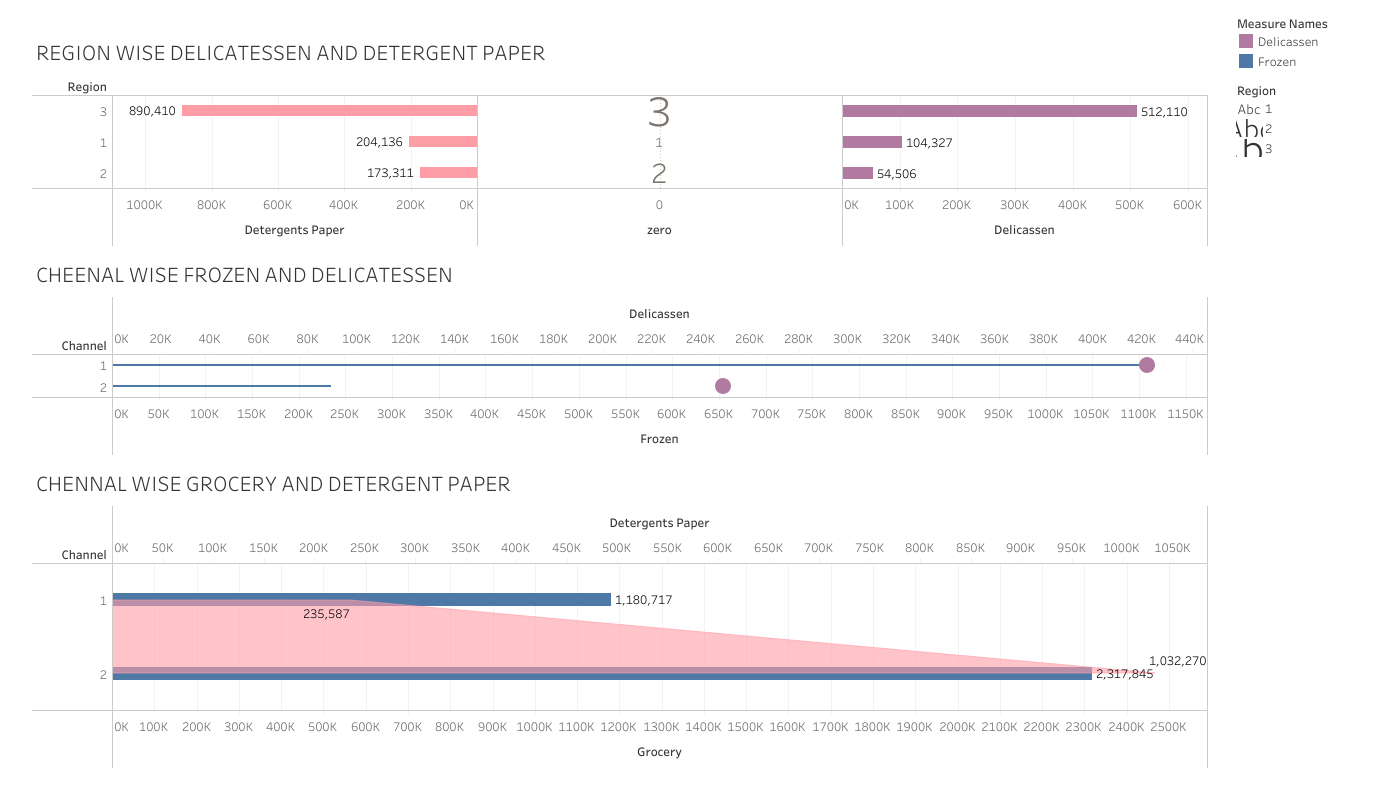 REGION WISE DELICATESSEN AND DETERGENT PAPER
Region
3 890,410 3 512,110
1 204,136 1 104,327
2 173,311 2 54,506
1000K 800K 600K 400K 200K 0K 0 0K 100K 200K 300K 400K 500K 600K
Detergents Paper zero Delicassen
Measure Names
Delicassen
Frozen
Region
Abc 1
Abc 2
3
CHEENAL WISE FROZEN AND DELICATESSEN
Delicassen
Channel 0K 20K 40K 60K 80K 100K 120K 140K 160K 180K 200K 220K 240K 260K 280K 300K 320K 340K 360K 380K 400K 420K 440K
1
2
0K 50K 100K 150K 200K 250K 300K 350K 400K 450K 500K 550K 600K 650K 700K 750K 800K 850K 900K 950K 1000K 1050K 1100K 1150K
Frozen
CHENNAL WISE GROCERY AND DETERGENT PAPER
Detergents Paper
Channel 0K 50K 100K 150K 200K 250K 300K 350K 400K 450K 500K 550K 600K 650K 700K 750K 800K 850K 900K 950K 1000K 1050K
1 1,180,717
235,587
1,032,270
2 2,317,845
0K 100K 200K 300K 400K 500K 600K 700K 800K 900K 1000K 1100K 1200K 1300K 1400K 1500K 1600K 1700K 1800K 1900K 2000K 2100K 2200K 2300K 2400K 2500K
Grocery